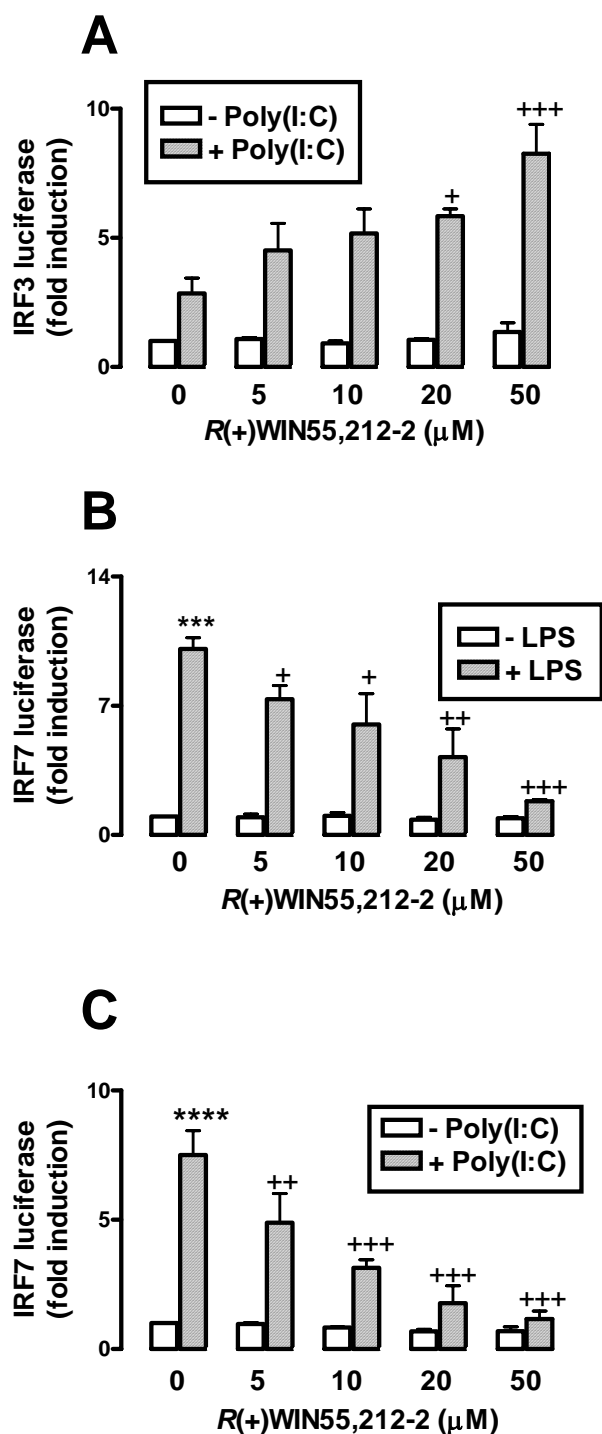 A
- Poly(I:C)
+ Poly(I:C)
IRF3 luciferase
(fold induction)
10
5
0
+
+++
0 5 10 20 50
R(+)WIN55,212-2 (μM)
B
- LPS
+ LPS
IRF7 luciferase
(fold induction)
14
7
0
***
+
+
++
+++
0 5 10 20 50
R(+)WIN55,212-2 (μM)
C
- Poly(I:C)
+ Poly(I:C)
IRF7 luciferase
(fold induction)
10
5
0
****
++
+++
+++
+++
0 5 10 20 50
R(+)WIN55,212-2 (μM)